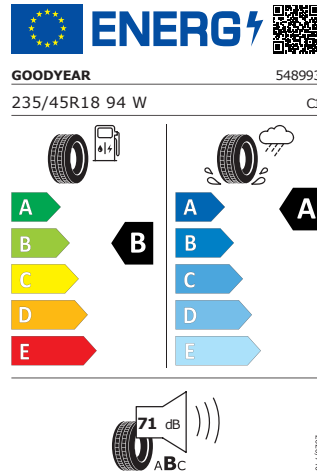 ENERG
GOODYEAR 548993
235/45R18 94 W
A A
B B
C C
D D
E E
B
A
71 dB
ABC